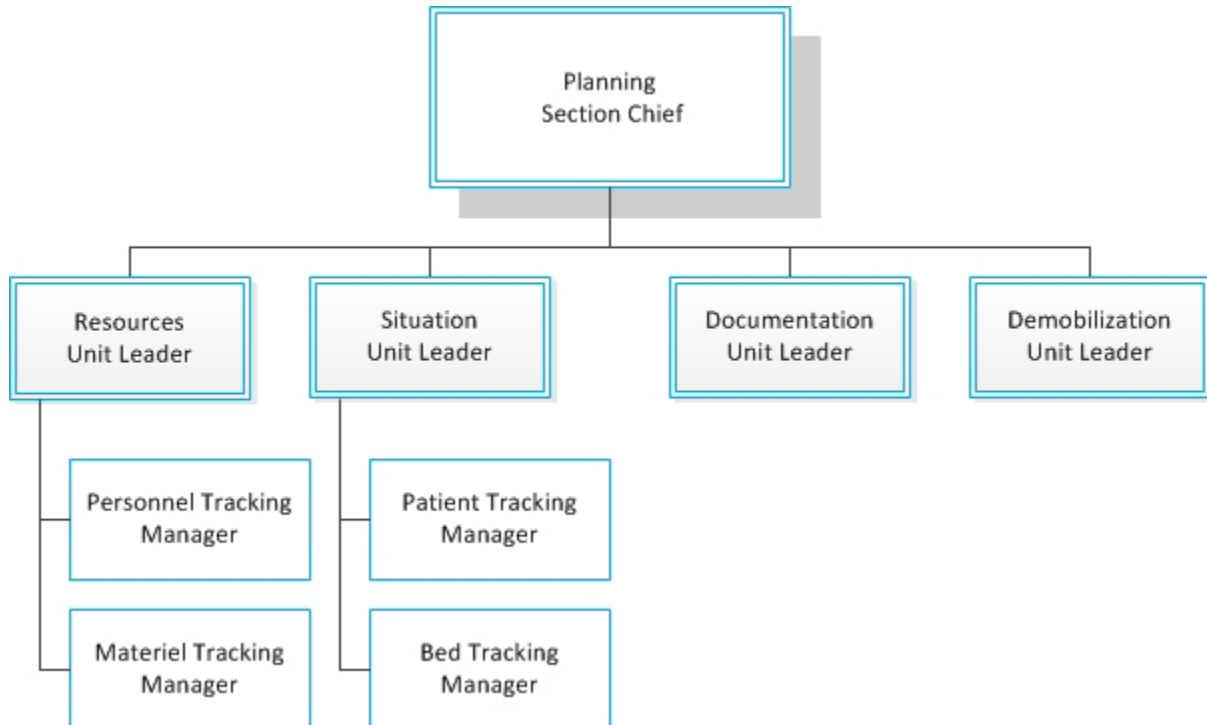 Planning
Section Chief
Resources
Unit Leader
Situation
Unit Leader
Documentation
Unit Leader
Demobilization
Unit Leader
Personnel Tracking
Manager
Patient Tracking
Manager
Materiel Tracking
Manager
Bed Tracking
Manager